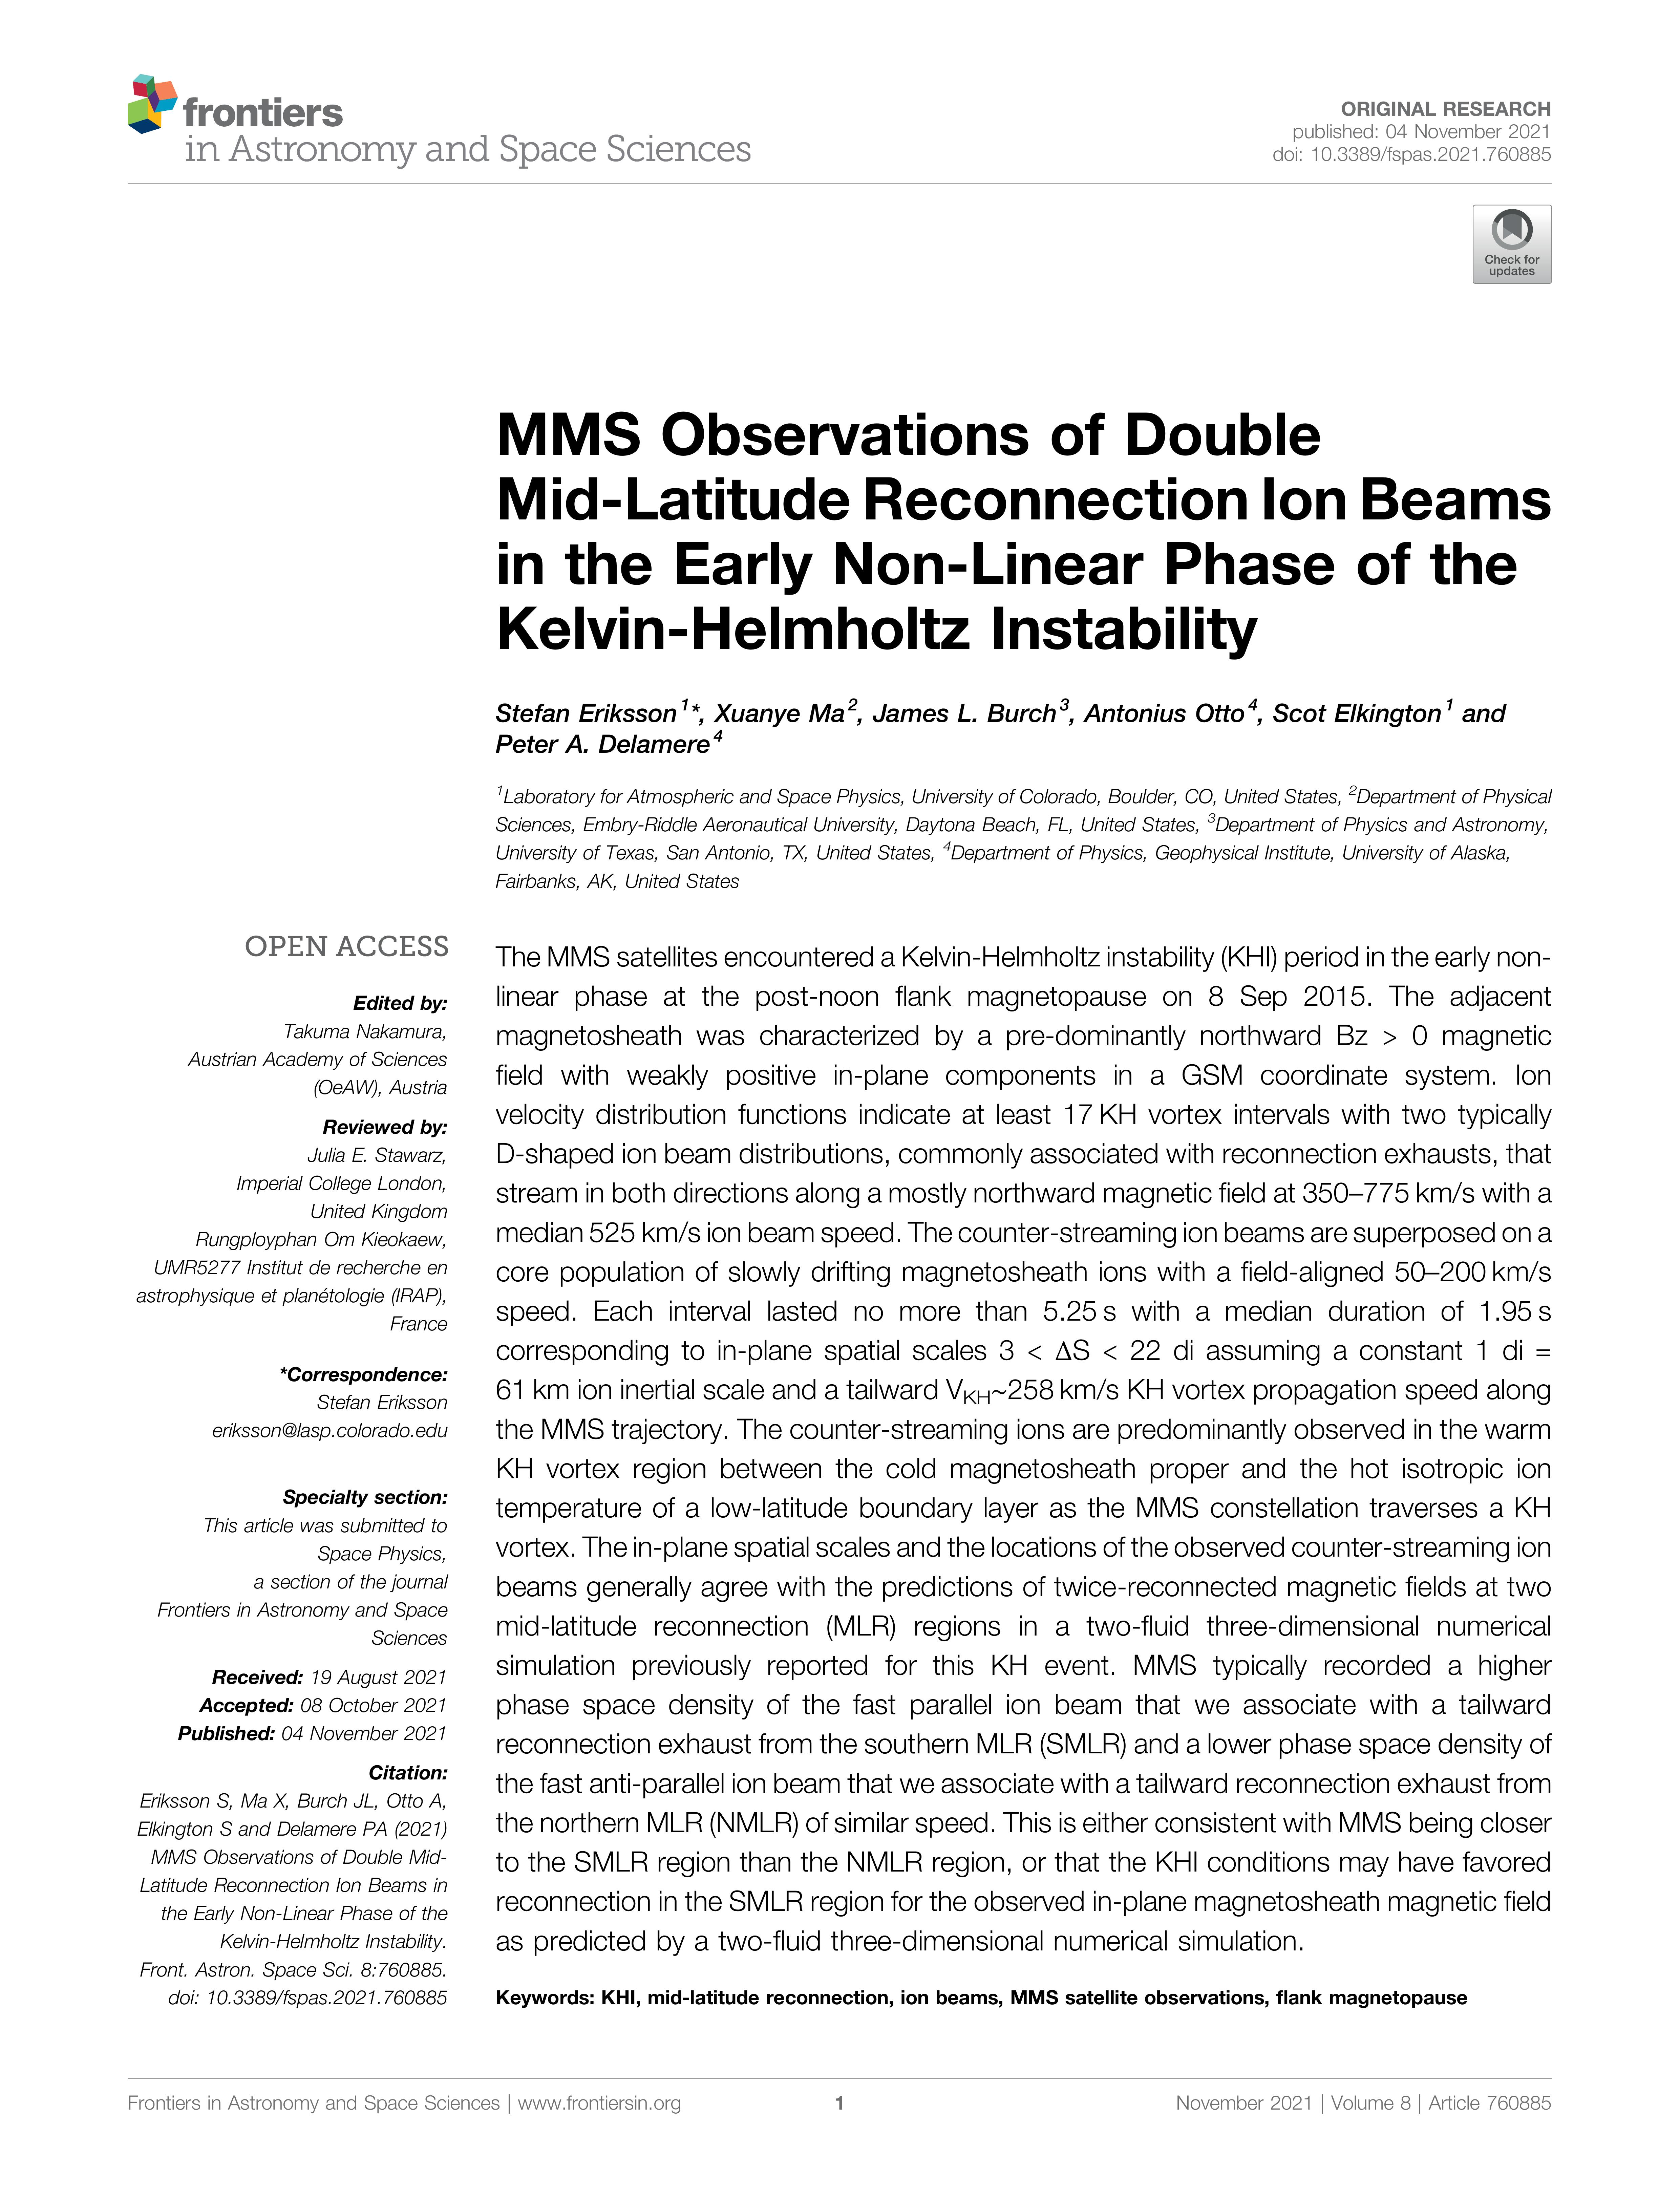 frontiers
in Astronomy and Space Sciences
ORIGINAL RESEARCH
published: 04 November 2021
doi: 10.3389/fspas.2021.760885
Check for
updates
MMS Observations of Double
Mid-Latitude Reconnection Ion Beams
in the Early Non-Linear Phase of the
Kelvin-Helmholtz Instability
Stefan Eriksson 1*, Xuanye Ma 2, James L. Burch 3, Antonius Otto 4, Scot Elkington 1 and
Peter A. Delamere 4
1Laboratory for Atmospheric and Space Physics, University of Colorado, Boulder, CO, United States, 2Department of Physical
Sciences, Embry-Riddle Aeronautical University, Daytona Beach, FL, United States, 3Department of Physics and Astronomy,
University of Texas, San Antonio, TX, United States, 4Department of Physics, Geophysical Institute, University of Alaska,
Fairbanks, AK, United States
OPEN ACCESS
Edited by:
Takuma Nakamura,
Austrian Academy of Sciences
(OeAW), Austria
Reviewed by:
Julia E. Stawarz,
Imperial College London,
United Kingdom
Rungployphan Om Kieokaew,
UMR5277 Institut de recherche en
astrophysique et planétologie (IRAP),
France
*Correspondence:
Stefan Eriksson
eriksson@lasp.colorado.edu
Specialty section:
This article was submitted to
Space Physics,
a section of the journal
Frontiers in Astronomy and Space
Sciences
Received: 19 August 2021
Accepted: 08 October 2021
Published: 04 November 2021
Citation:
Eriksson S, Ma X, Burch JL, Otto A,
Elkington S and Delamere PA (2021)
MMS Observations of Double Mid-
Latitude Reconnection Ion Beams in
the Early Non-Linear Phase of the
Kelvin-Helmholtz Instability.
Front. Astron. Space Sci. 8:760885.
doi: 10.3389/fspas.2021.760885
The MMS satellites encountered a Kelvin-Helmholtz instability (KHI) period in the early non-
linear phase at the post-noon flank magnetopause on 8 Sep 2015. The adjacent
magnetosheath was characterized by a pre-dominantly northward Bz > 0 magnetic
field with weakly positive in-plane components in a GSM coordinate system. Ion
velocity distribution functions indicate at least 17 KH vortex intervals with two typically
D-shaped ion beam distributions, commonly associated with reconnection exhausts, that
stream in both directions along a mostly northward magnetic field at 350–775 km/s with a
median 525 km/s ion beam speed. The counter-streaming ion beams are superposed on a
core population of slowly drifting magnetosheath ions with a field-aligned 50–200 km/s
speed. Each interval lasted no more than 5.25 s with a median duration of 1.95 s
corresponding to in-plane spatial scales 3 < ΔS < 22 di assuming a constant 1 di =
61 km ion inertial scale and a tailward VKH~258 km/s KH vortex propagation speed along
the MMS trajectory. The counter-streaming ions are predominantly observed in the warm
KH vortex region between the cold magnetosheath proper and the hot isotropic ion
temperature of a low-latitude boundary layer as the MMS constellation traverses a KH
vortex. The in-plane spatial scales and the locations of the observed counter-streaming ion
beams generally agree with the predictions of twice-reconnected magnetic fields at two
mid-latitude reconnection (MLR) regions in a two-fluid three-dimensional numerical
simulation previously reported for this KH event. MMS typically recorded a higher
phase space density of the fast parallel ion beam that we associate with a tailward
reconnection exhaust from the southern MLR (SMLR) and a lower phase space density of
the fast anti-parallel ion beam that we associate with a tailward reconnection exhaust from
the northern MLR (NMLR) of similar speed. This is either consistent with MMS being closer
to the SMLR region than the NMLR region, or that the KHI conditions may have favored
reconnection in the SMLR region for the observed in-plane magnetosheath magnetic field
as predicted by a two-fluid three-dimensional numerical simulation.
Keywords: KHI, mid-latitude reconnection, ion beams, MMS satellite observations, flank magnetopause
Frontiers in Astronomy and Space Sciences | www.frontiersin.org
1
November 2021 | Volume 8 | Article 760885